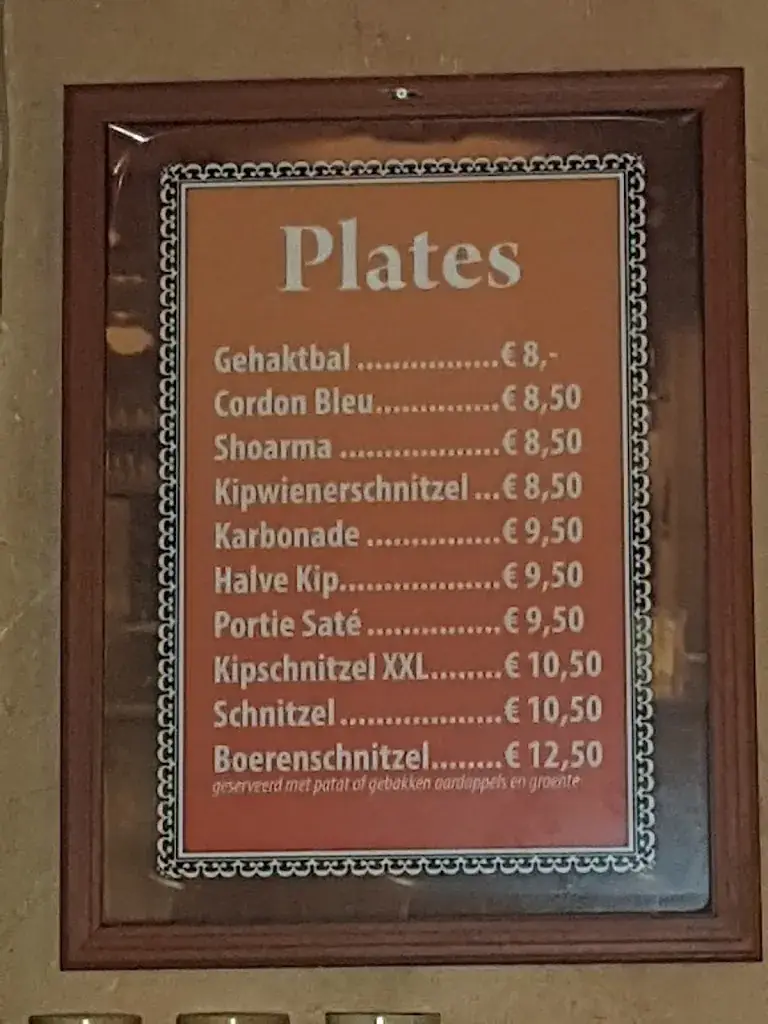 Plates
Gehaktbal ................€ 8,-
Cordon Bleu..............€ 8,50
Shoarma ..................€ 8,50
Kipwienerschnitzel ...€ 8,50
Karbonade ...............€ 9,50
Halve Kip..................€ 9,50
Portie Saté ...............€ 9,50
Kipschnitzel XXL........€ 10,50
Schnitzel..................€ 10,50
Boerenschnitzel........€ 12,50
geserveerd met patat of gebakken aardappels en groente